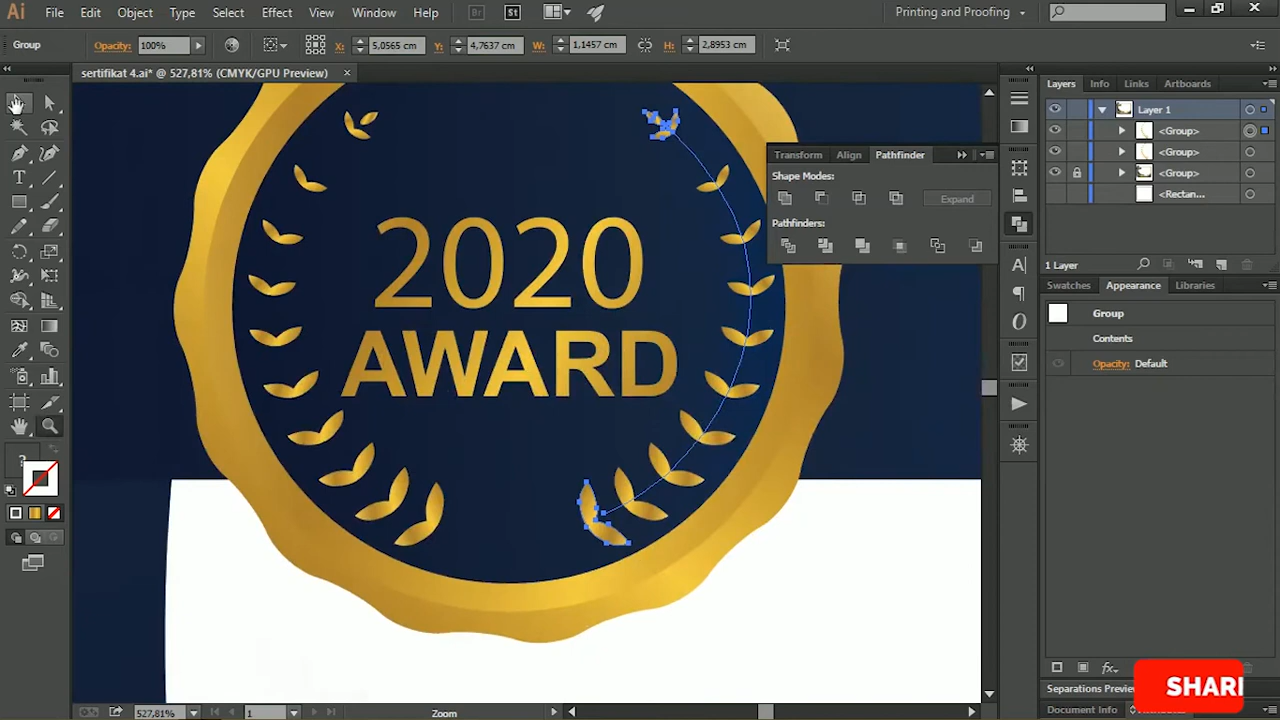 Ai File Edit Object Type Select Effect View Window Help Br St Printing and Proofing
Group Opacity: 100% X: 5,0565 cm Y: 4,7637 cm W: 1,1457 cm H: 2,8953 cm
sertifikat 4.ai* @ 527,81% (CMYK/GPU Preview) ×
Layers Info Links Artboards
Layer 1
<Group>
<Group>
<Group>
<Rectan...
1 Layer
Transform Align Pathfinder
Shape Modes:
Expand
Pathfinders:
Swatches Appearance Libraries
Group
Contents
Opacity: Default
2020
AWARD
?
SHARI
Separations Previe
Document Info
527,81% 1 Zoom